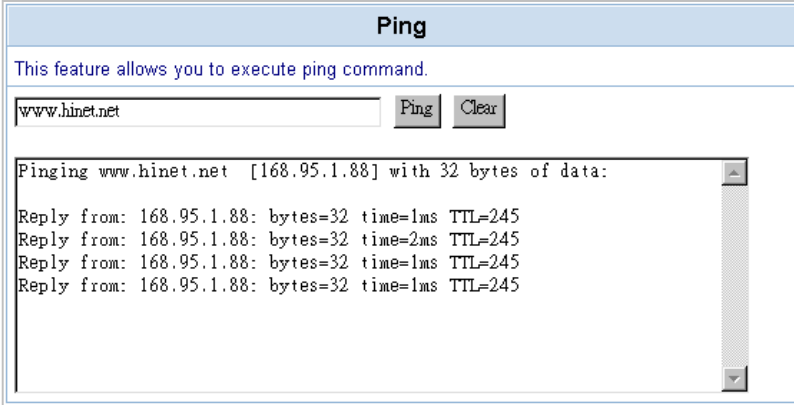 Ping
This feature allows you to execute ping command.
www.hinet.net Ping Clear
Pinging www.hinet.net [168.95.1.88] with 32 bytes of data:
Reply from: 168.95.1.88: bytes=32 time=1ms TTL=245
Reply from: 168.95.1.88: bytes=32 time=2ms TTL=245
Reply from: 168.95.1.88: bytes=32 time=1ms TTL=245
Reply from: 168.95.1.88: bytes=32 time=1ms TTL=245